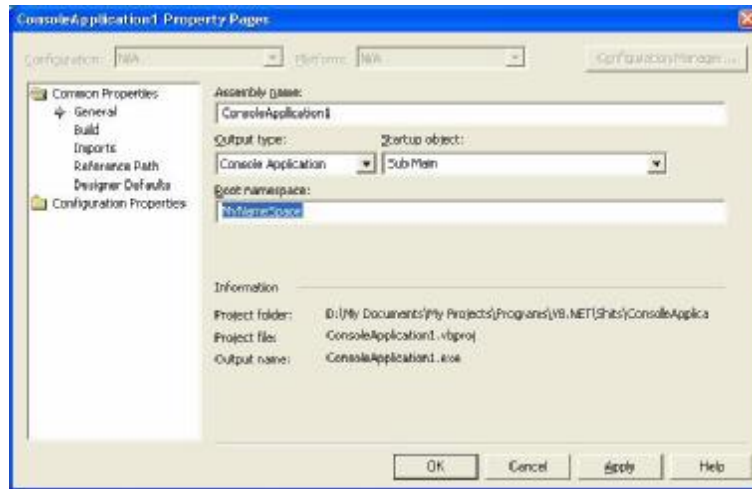 ConsoleApplication1 Property Pages
Configuration: N/A Platform: N/A Configuration Manager...
Common Properties
General
Build
Imports
Reference Path
Designer Defaults
Configuration Properties
Assembly name:
ConsoleApplication1
Output type: Startup object:
Console Application Sub Main
Root namespace:
MyNameSpace
Information
Project folder: D:\My Documents\My Projects\Programs\VB.NET\Shits\ConsoleApplica
Project file: ConsoleApplication1.vbproj
Output name: ConsoleApplication1.exe
OK Cancel Apply Help